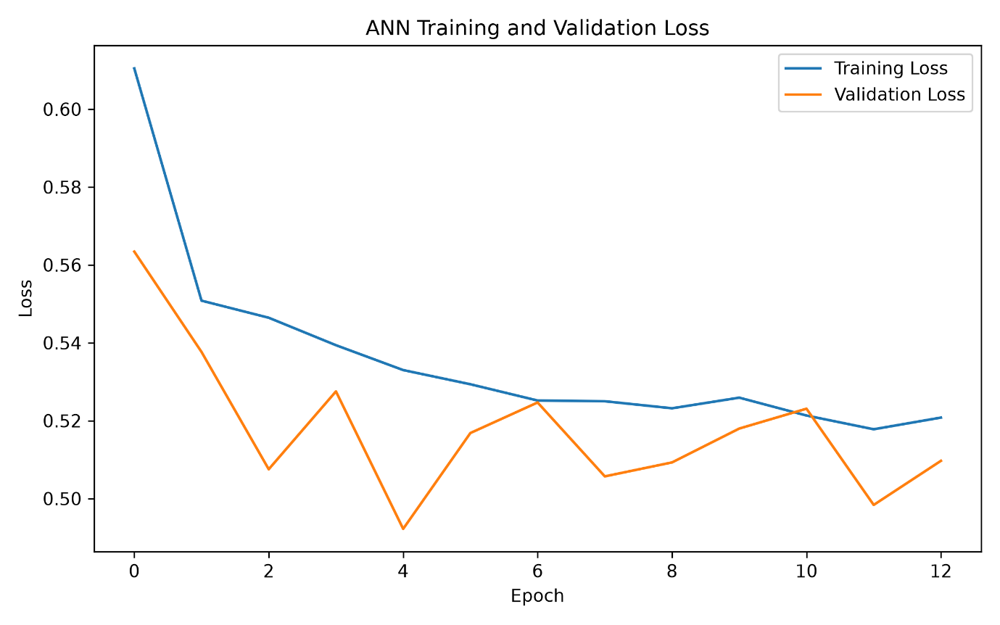 ANN Training and Validation Loss
Training Loss
Validation Loss
0.60
0.58
0.56
0.54
0.52
0.50
Loss
0 2 4 6 8 10 12
Epoch